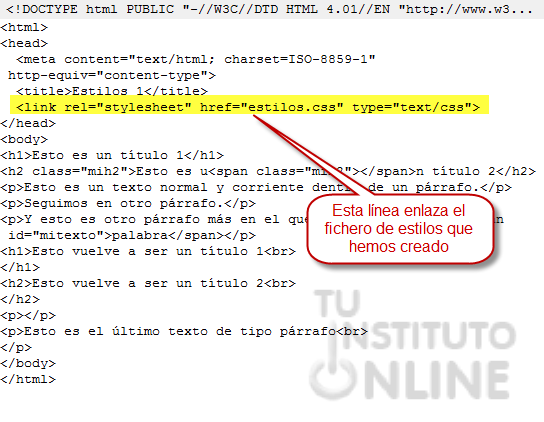 <!DOCTYPE html PUBLIC "-//W3C//DTD HTML 4.01//EN "http://www.w3...
<html>
<head>
<meta content="text/html; charset=ISO-8859-1"
http-equiv="content-type">
<title>Estilos 1</title>
<link rel="stylesheet" href="estilos.css" type="text/css">
</head>
<body>
<h1>Esto es un título 1</h1>
<h2 class="mih2">Esto es u<span class="mih2"></span>n título 2</h2>
<p>Esto es un texto normal y corriente dentro de un párrafo.</p>
<p>Seguimos en otro párrafo.</p>
<p>Y esto es otro párrafo más en el qu
id="mitexto">palabra</span></p>
<h1>Esto vuelve a ser un título 1<br>
</h1>
<h2>Esto vuelve a ser un título 2<br>
</h2>
<p></p>
<p>Esto es el último texto de tipo párrafo<br>
</p>
</body>
</html>
Esta línea enlaza el
fichero de estilos que
hemos creado
TU
INSTITUTO
ONLINE